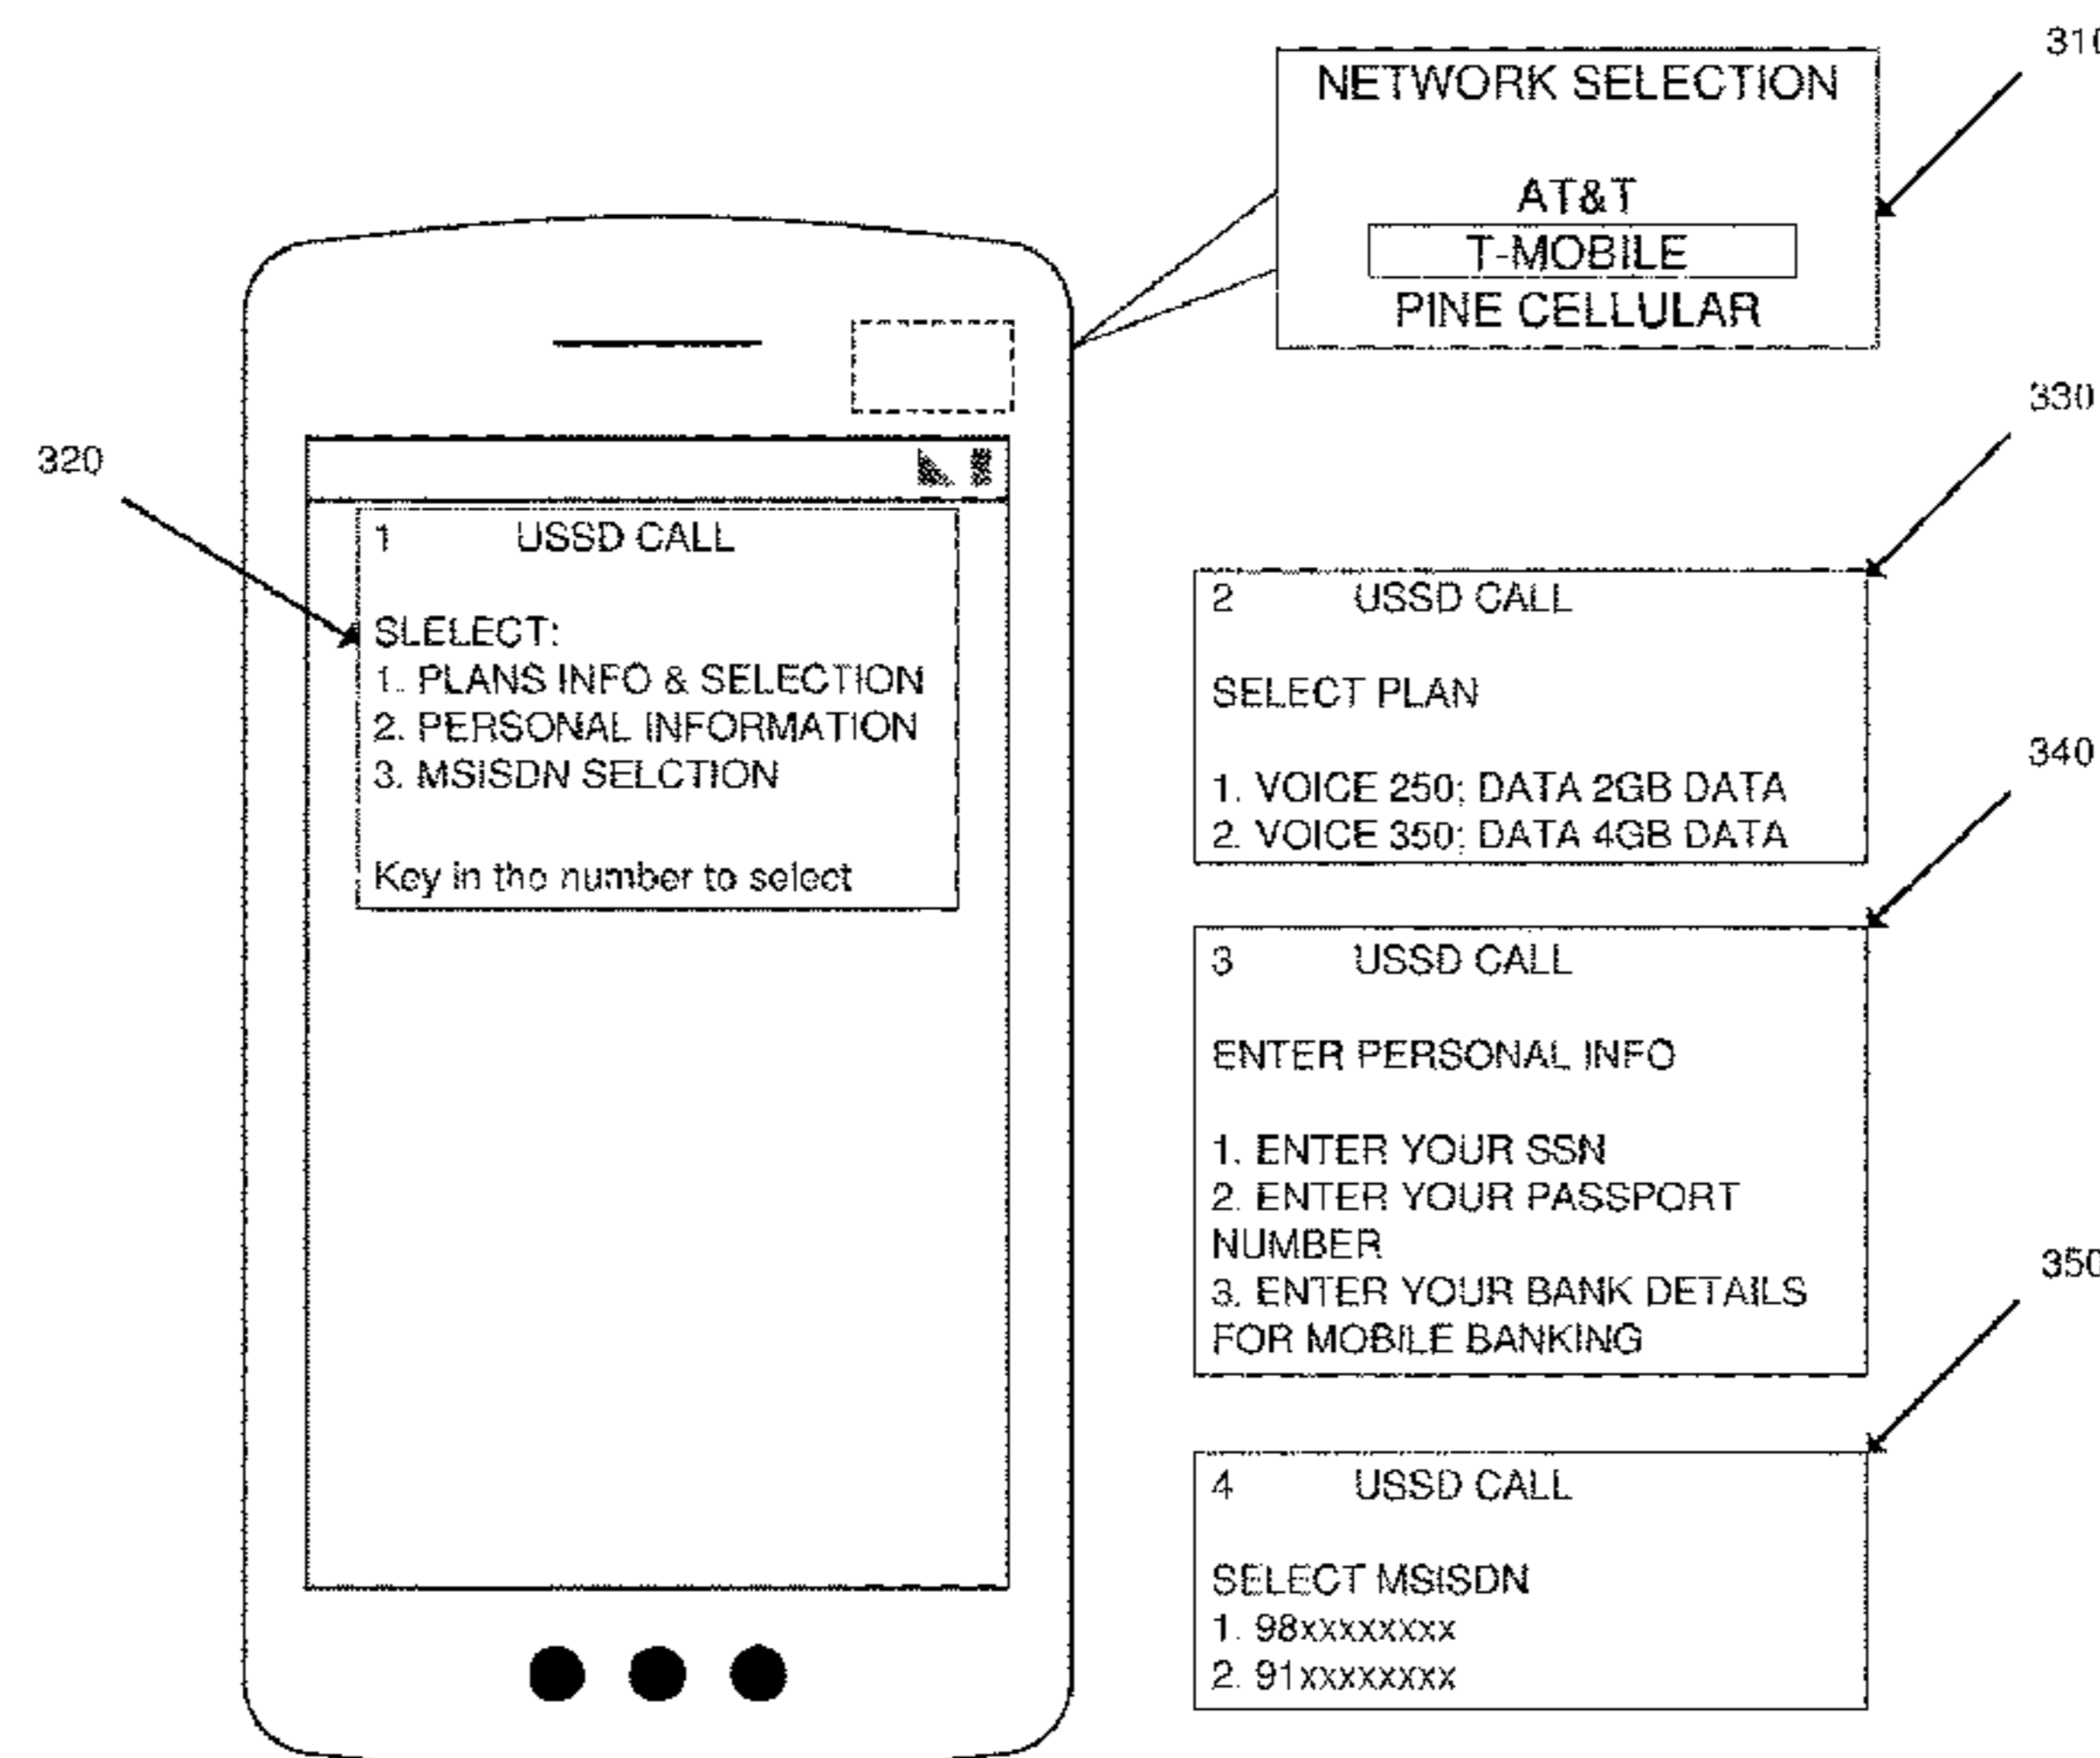 310
NETWORK SELECTION
AT&T
T-MOBILE
PINE CELLULAR
320
1 USSD CALL
SLELECT:
1. PLANS INFO & SELECTION
2. PERSONAL INFORMATION
3. MSISDN SELCTION
Key in the number to select
330
2 USSD CALL
SELECT PLAN
1. VOICE 250; DATA 2GB DATA
2. VOICE 350; DATA 4GB DATA
340
3 USSD CALL
ENTER PERSONAL INFO
1. ENTER YOUR SSN
2. ENTER YOUR PASSPORT
NUMBER
3. ENTER YOUR BANK DETAILS
FOR MOBILE BANKING
350
4 USSD CALL
SELECT MSISDN
1. 98xxxxxxxx
2. 91xxxxxxxx